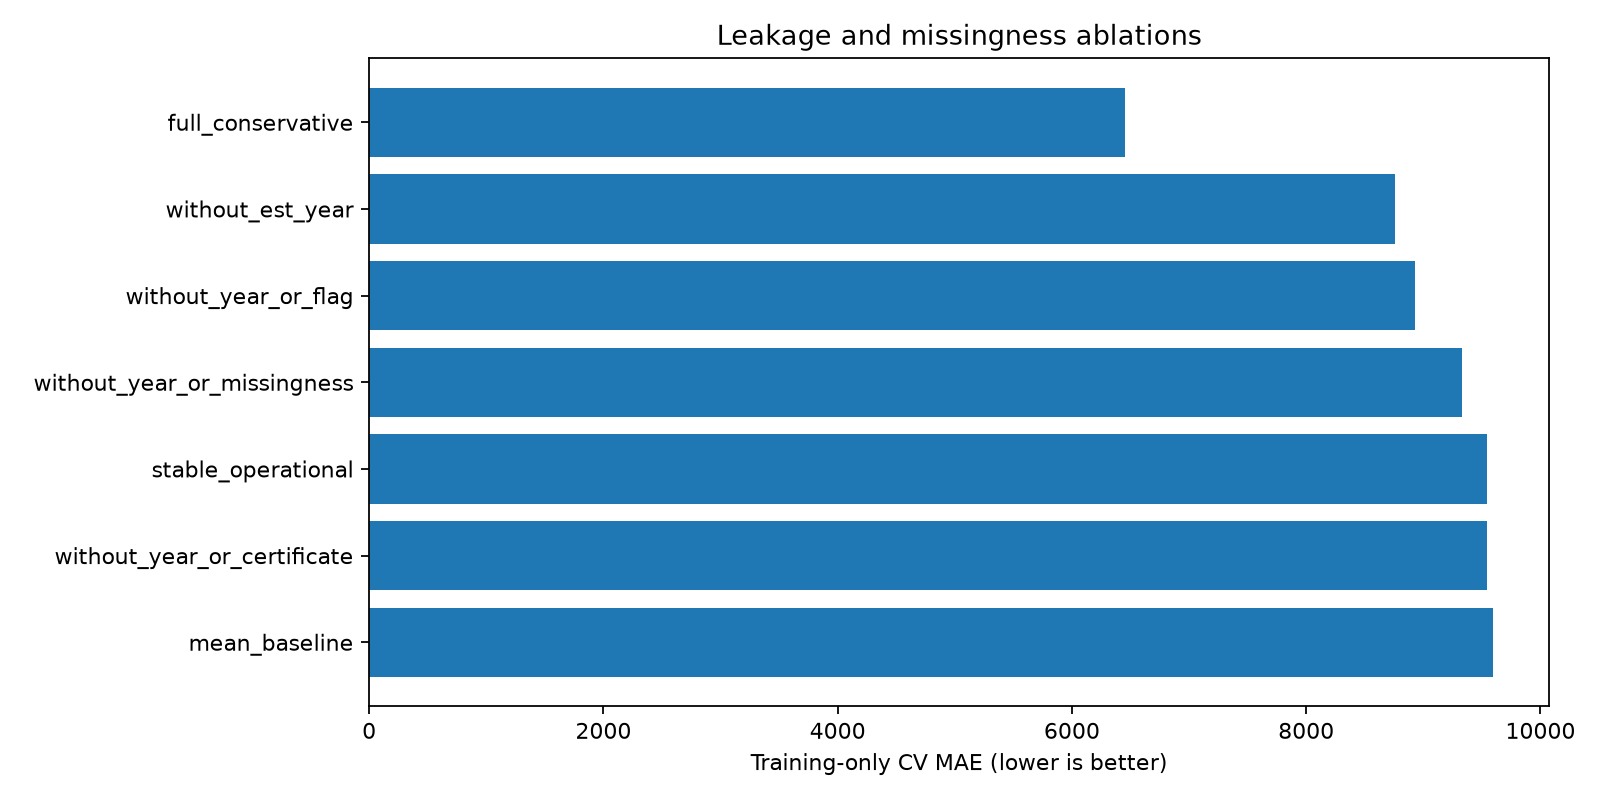 Leakage and missingness ablations
full_conservative
without_est_year
without_year_or_flag
without_year_or_missingness
stable_operational
without_year_or_certificate
mean_baseline
0 2000 4000 6000 8000 10000
Training-only CV MAE (lower is better)